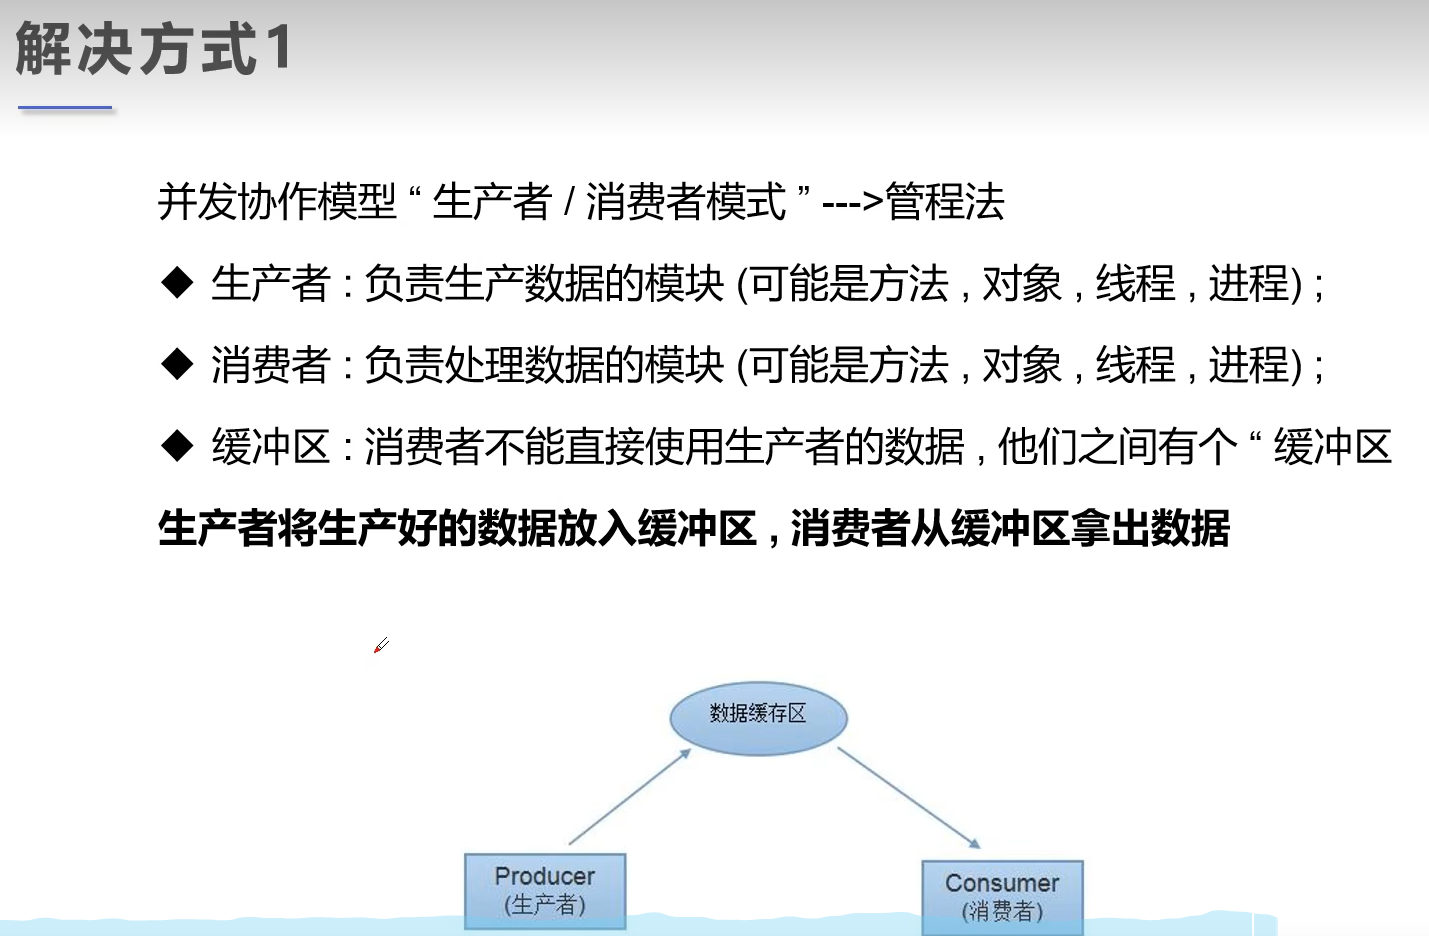 解决方式1
并发协作模型 “ 生产者 / 消费者模式 ” --->管程法
◆ 生产者 : 负责生产数据的模块 (可能是方法 , 对象 , 线程 , 进程) ;
◆ 消费者 : 负责处理数据的模块 (可能是方法 , 对象 , 线程 , 进程) ;
◆ 缓冲区 : 消费者不能直接使用生产者的数据 , 他们之间有个 “ 缓冲区
生产者将生产好的数据放入缓冲区 , 消费者从缓冲区拿出数据
数据缓存区
Producer
(生产者)
Consumer
(消费者)